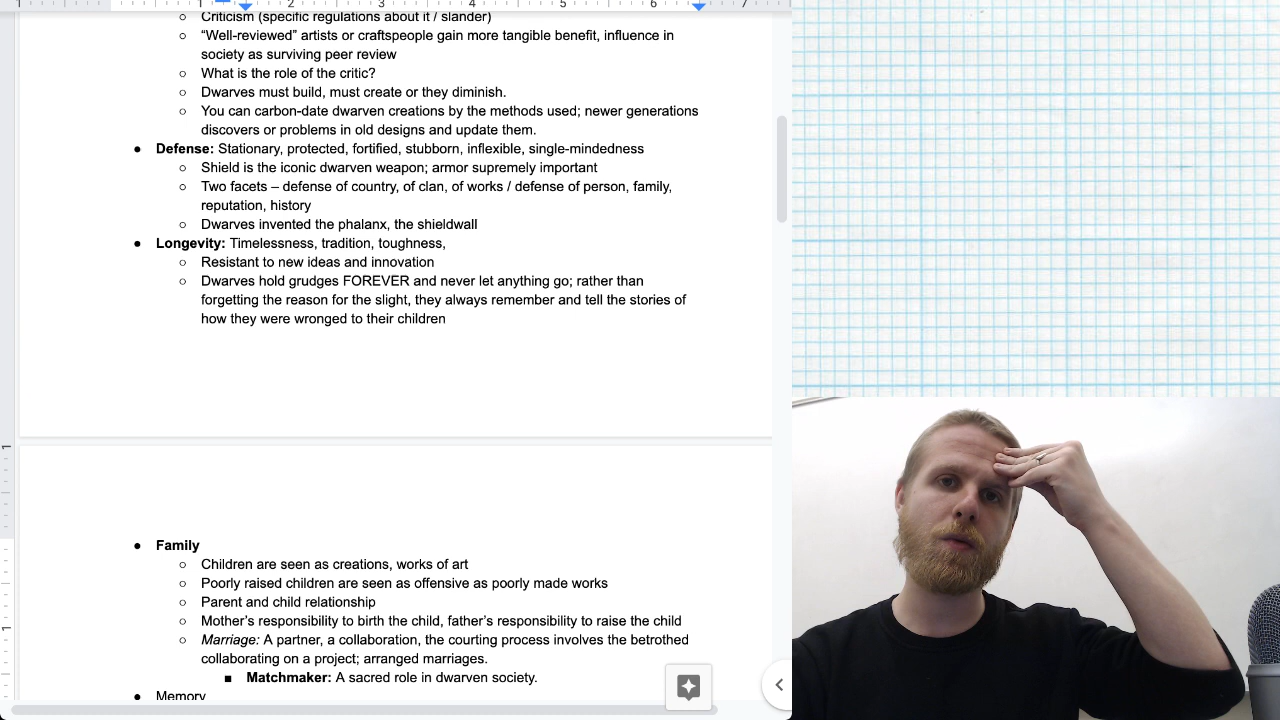 1 1 2 3 4 5 6 7
○ Criticism (specific regulations about it / slander)
○ “Well-reviewed” artists or craftspeople gain more tangible benefit, influence in
society as surviving peer review
○ What is the role of the critic?
○ Dwarves must build, must create or they diminish.
○ You can carbon-date dwarven creations by the methods used; newer generations
discovers or problems in old designs and update them.
● Defense: Stationary, protected, fortified, stubborn, inflexible, single-mindedness
○ Shield is the iconic dwarven weapon; armor supremely important
○ Two facets – defense of country, of clan, of works / defense of person, family,
reputation, history
○ Dwarves invented the phalanx, the shieldwall
● Longevity: Timelessness, tradition, toughness,
○ Resistant to new ideas and innovation
○ Dwarves hold grudges FOREVER and never let anything go; rather than
forgetting the reason for the slight, they always remember and tell the stories of
how they were wronged to their children
1
● Family
○ Children are seen as creations, works of art
○ Poorly raised children are seen as offensive as poorly made works
○ Parent and child relationship
○ Mother’s responsibility to birth the child, father’s responsibility to raise the child
○ Marriage: A partner, a collaboration, the courting process involves the betrothed
collaborating on a project; arranged marriages.
1
■ Matchmaker: A sacred role in dwarven society.
● Memory